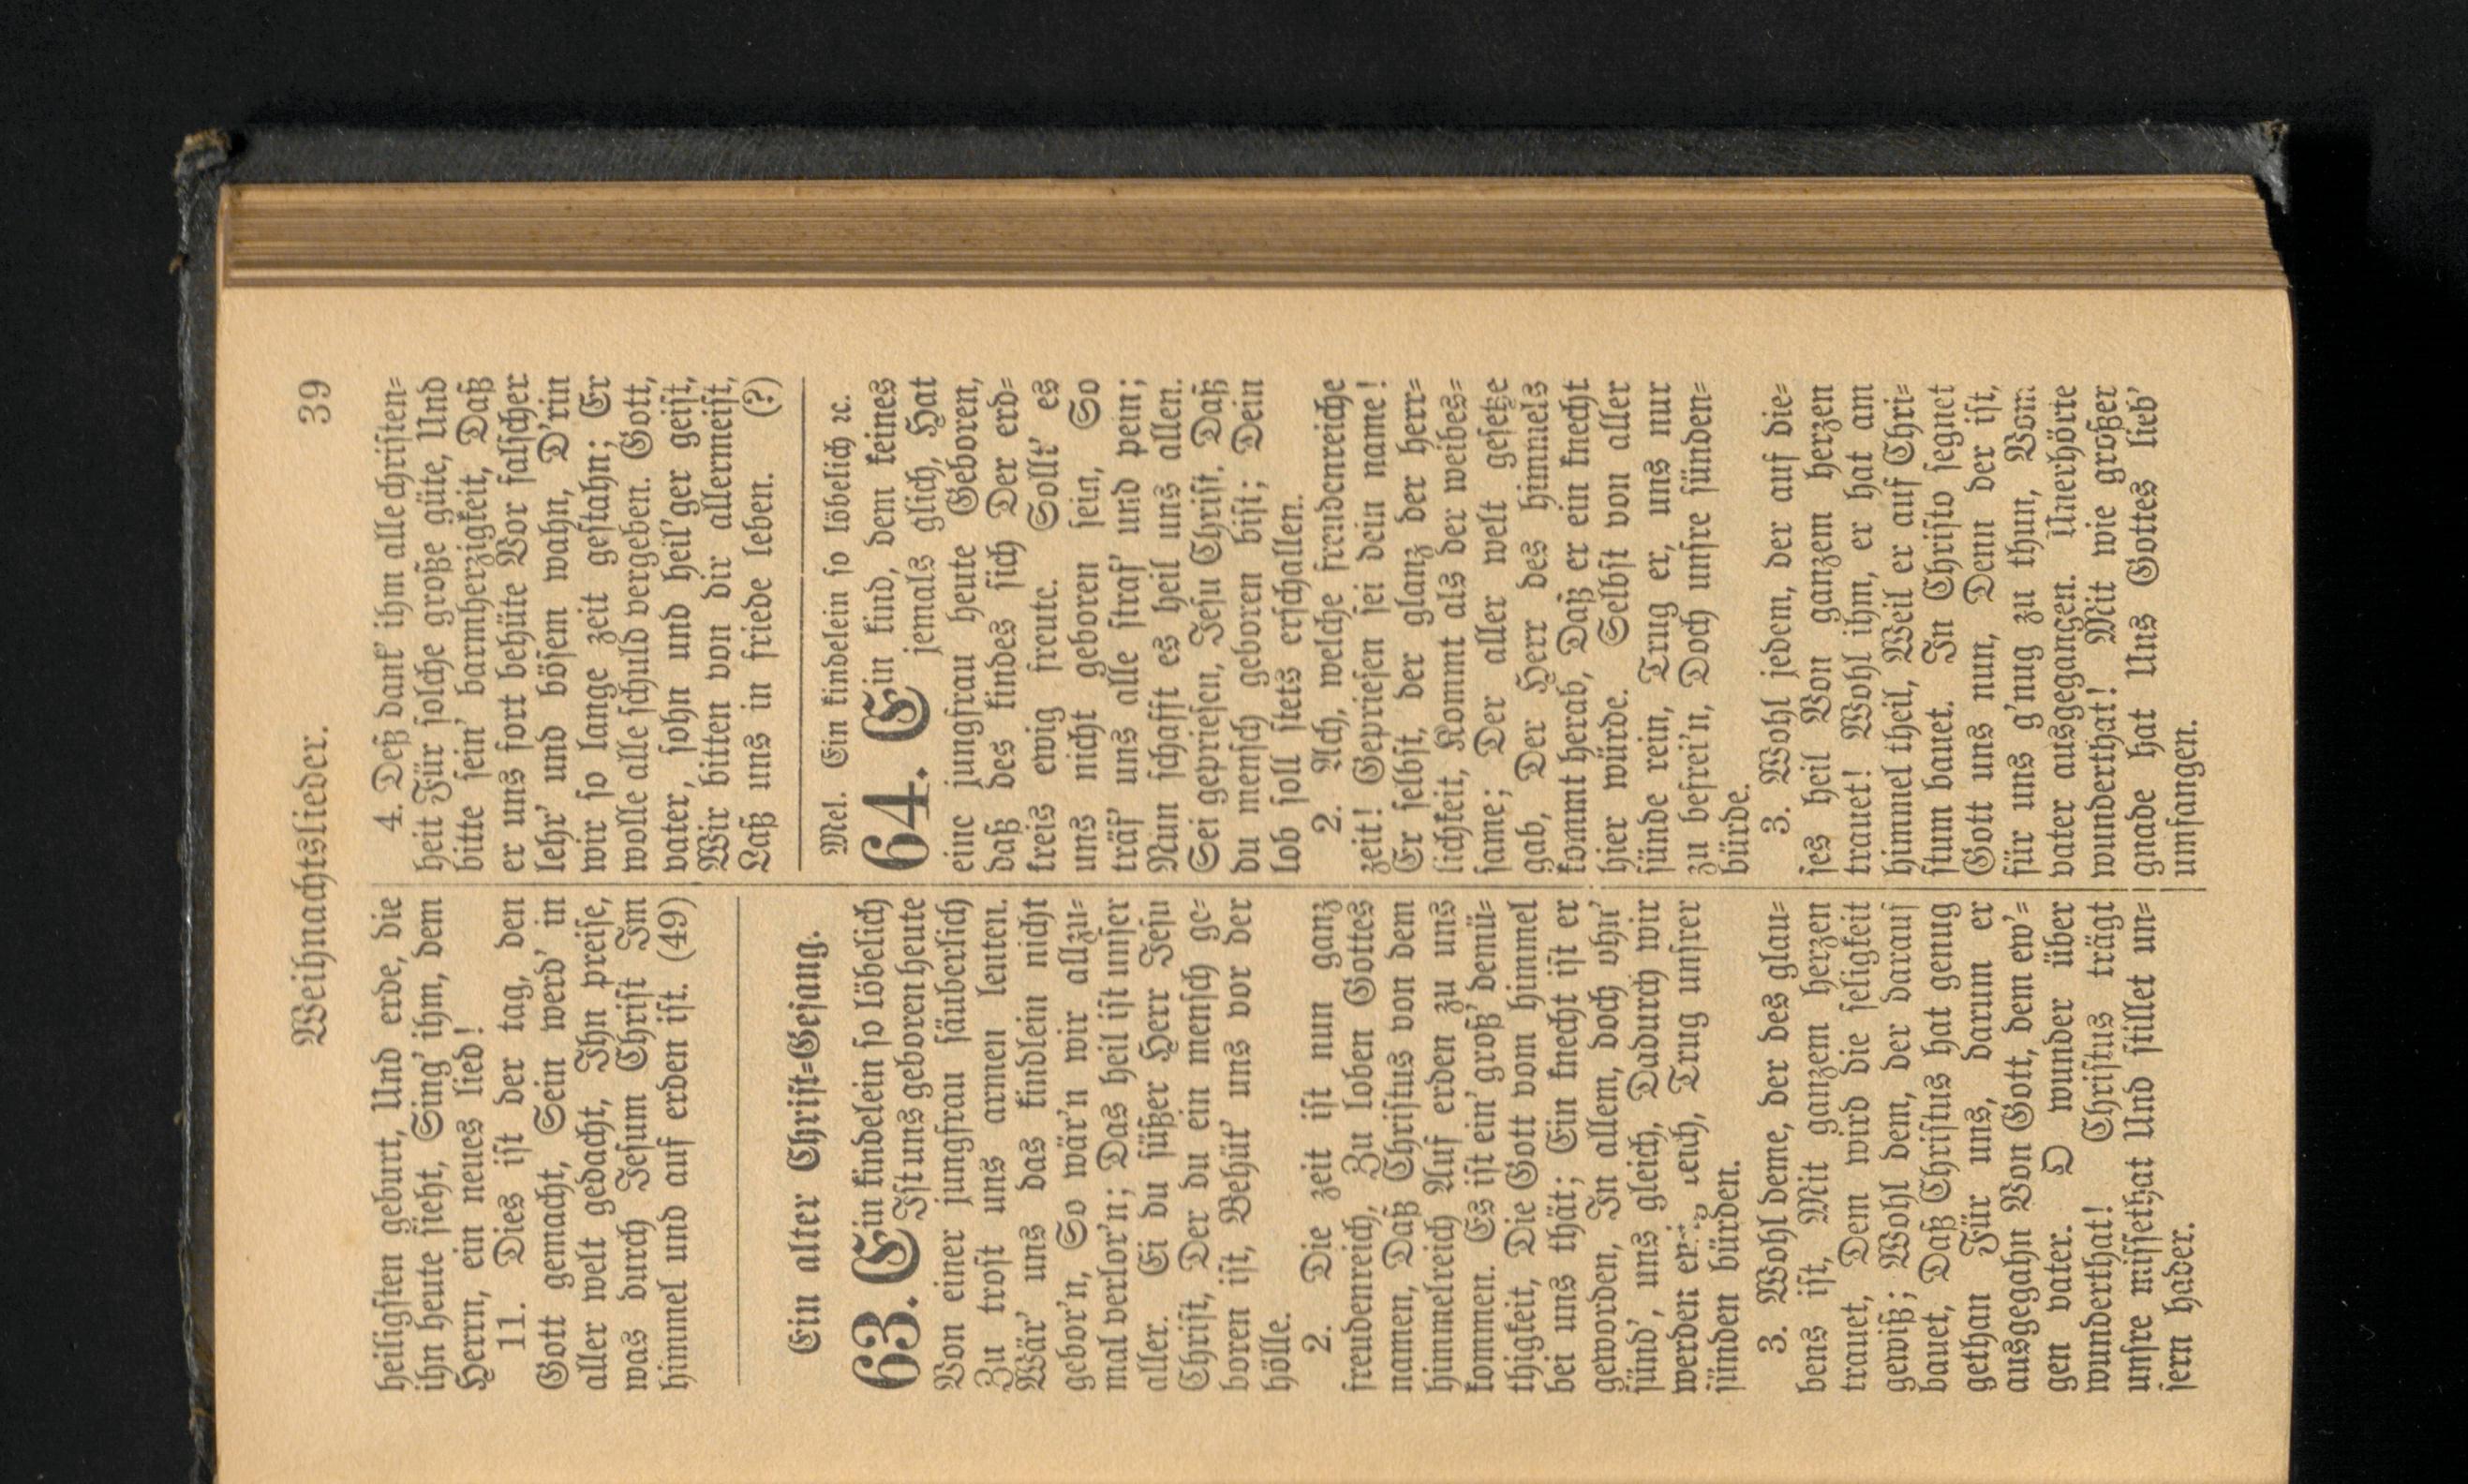 Weihnachtslieder. 39
heiligsten geburt, Und erde, die
ihn heute sieht, Sing' ihm, dem
Herrn, ein neues lied!
11. Dies ist der tag, den
Gott gemacht, Sein werd' in
aller welt gedacht, Ihn preise,
was durch Jesum Christ Im
himmel und auf erden ist. (49)
Ein alter Christ=Gesang.
63. Ein kindelein so löbelich
Ist uns geboren heute
Von einer jungfrau säuberlich
Zu trost uns armen leuten.
Wär' uns das kindlein nicht
gebor'n, So wär'n wir allzu=
mal verlor'n; Das heil ist unser
aller. Ei du süßer Herr Jesu
Christ, Der du ein mensch ge=
boren ist, Behüt' uns vor der
hölle.
2. Die zeit ist nun ganz
freudenreich, Zu loben Gottes
namen, Daß Christus von dem
himmelreich Auf erden zu uns
kommen. Es ist ein' groß' demü=
thigkeit, Die Gott vom himmel
bei uns thät; Ein knecht ist er
geworden, In allem, doch ohn'
sünd', uns gleich, Dadurch wir
werden Trug unsrer
sünden bürden.
3. Wohl deme, der des glau=
bens ist, Mit ganzem herzen
trauet, Dem wird die seligkeit
gewiß; Wohl dem, der darauf
bauet, Daß Christus hat genug
gethan Für uns, darum er
ausgegahn Von Gott, dem ew'=
gen vater. O wunder über
wunderthat! Christus trägt
unsre missethat Und stillet un=
sern hader.
4. Deß dank' ihm alle christen=
heit Für solche große güte, Und
bitte sein' barmherzigkeit, Daß
er uns fort behüte Vor falscher
lehr' und bösem wahn, D'rin
wir so lange zeit gestahn; Er
wolle alle schuld vergeben. Gott,
vater, sohn und heil'ger geist,
Wir bitten von dir allermeist,
Laß uns in friede leben. (?)
Mel. Ein kindelein so löbelich ꝛc.
64. Ein kind, dem keines
jemals glich, Hat
eine jungfrau heute Geboren,
daß des kindes sich Der erd=
kreis ewig freute. Sollt' es
uns nicht geboren sein, So
träf' uns alle straf' und pein;
Nun schafft es heil uns allen.
Sei gepriesen, Jesu Christ, Daß
du mensch geboren bist; Dein
lob soll stets erschallen.
2. Ach, welche freudenreiche
zeit! Gepriesen sei dein name!
Er selbst, der glanz der herr=
lichkeit, Kommt als der weibes=
same; Der aller welt gesetze
gab, Der Herr des himmels
kommt herab, Daß er ein knecht
hier würde. Selbst von aller
sünde rein, Trug er, uns nur
zu befrei'n, Doch unsre sünden=
bürde.
3. Wohl jedem, der auf die=
ses heil Von ganzem herzen
trauet! Wohl ihm, er hat am
himmel theil, Weil er auf Chri=
stum bauet. In Christo segnet
Gott uns nun, Denn der ist,
für uns g'nug zu thun, Vom
vater ausgegangen. Unerhörte
wunderthat! Mit wie großer
gnade hat Uns Gottes lieb'
umfangen.